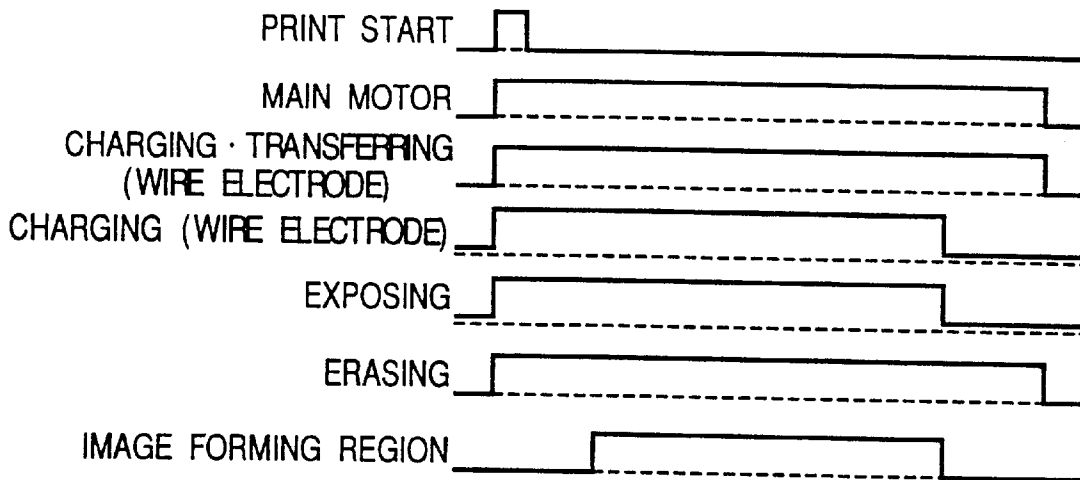 PRINT START
MAIN MOTOR
CHARGING · TRANSFERRING
(WIRE ELECTRODE)
CHARGING (WIRE ELECTRODE)
EXPOSING
ERASING
IMAGE FORMING REGION